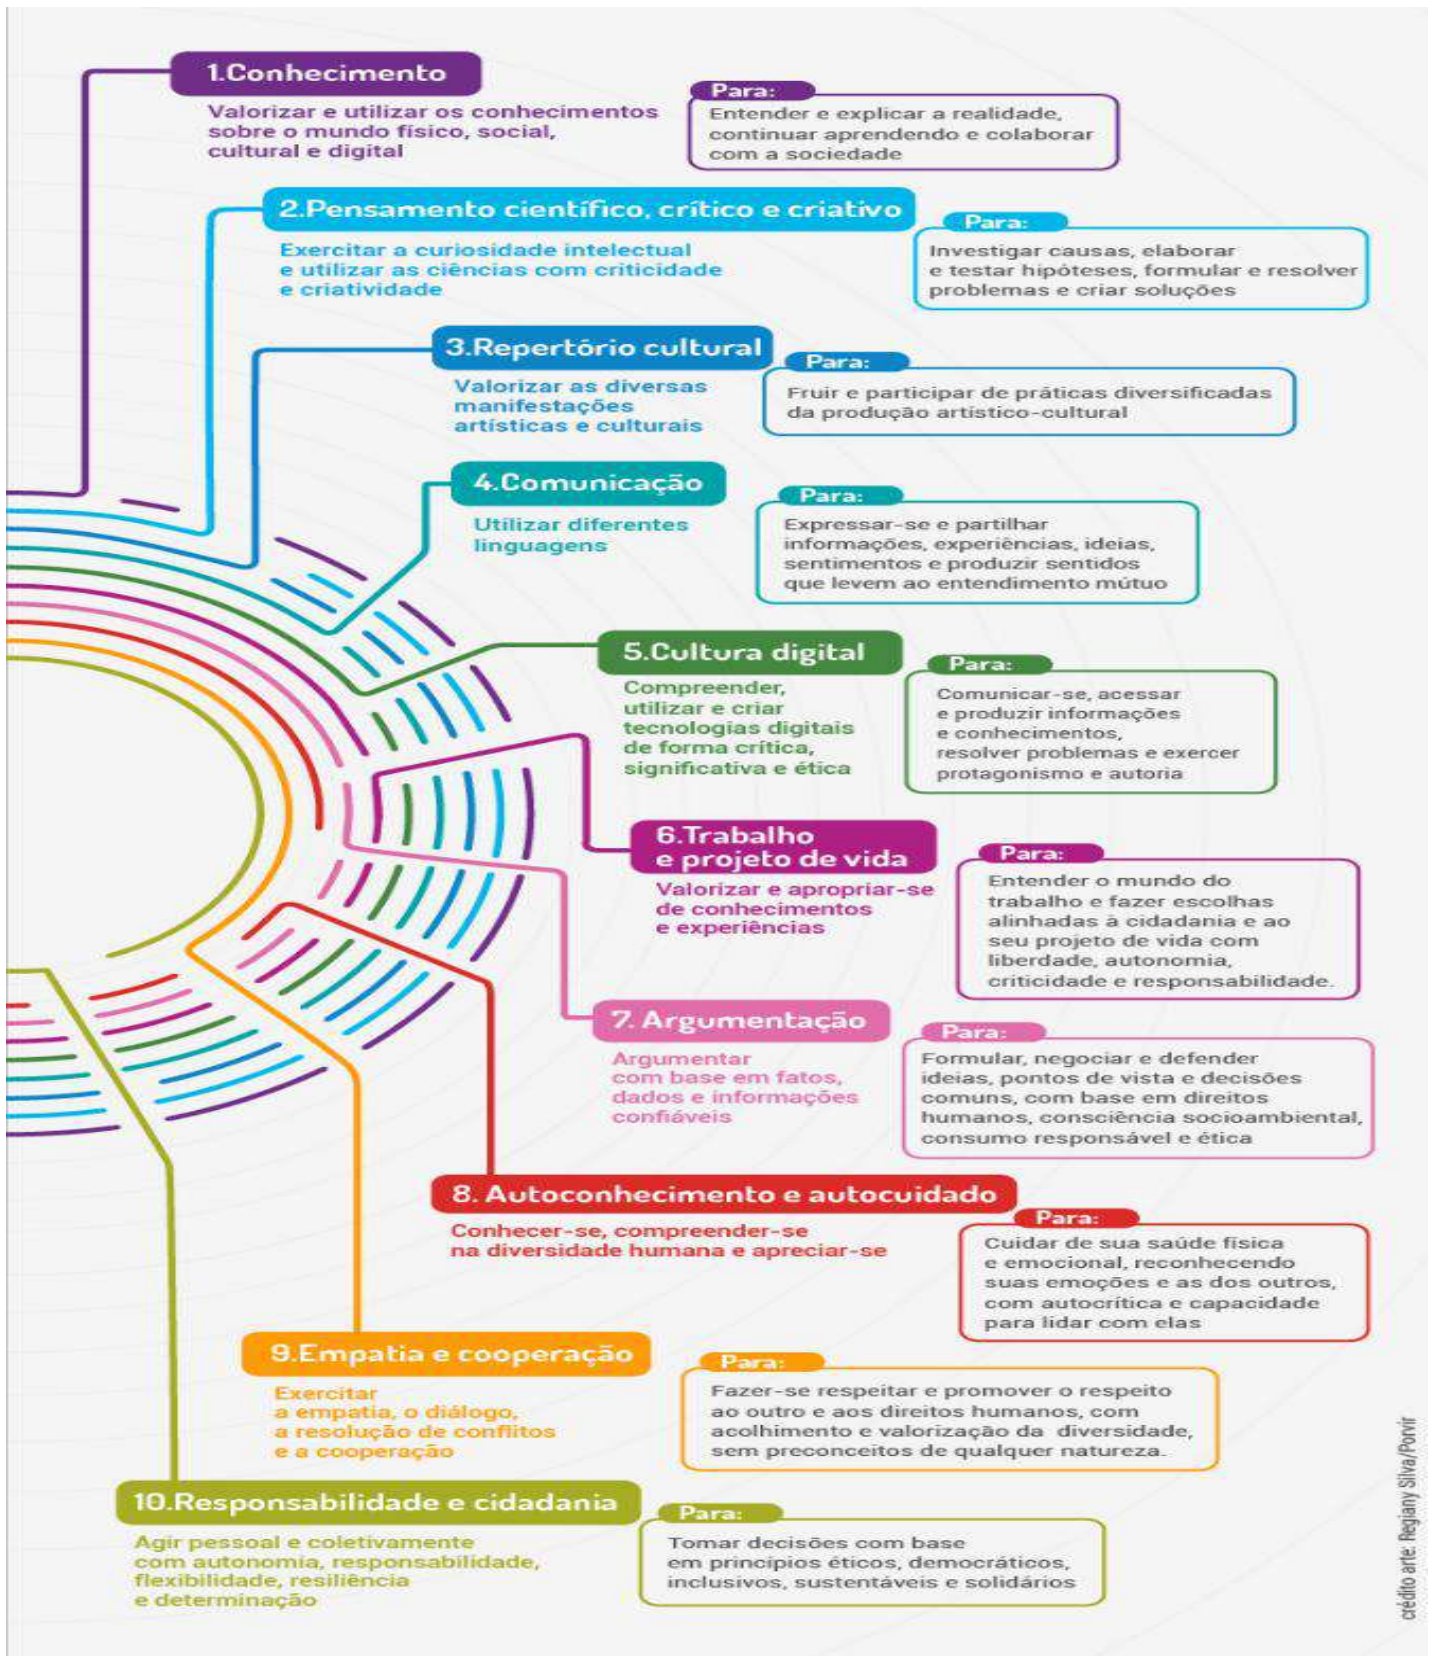 1.Conhecimento
Valorizar e utilizar os conhecimentos
sobre o mundo físico, social,
cultural e digital
Para:
Entender e explicar a realidade,
continuar aprendendo e colaborar
com a sociedade
2.Pensamento científico, crítico e criativo
Exercitar a curiosidade intelectual
e utilizar as ciências com criticidade
e criatividade
Para:
Investigar causas, elaborar
e testar hipóteses, formular e resolver
problemas e criar soluções
3.Repertório cultural
Valorizar as diversas
manifestações
artísticas e culturais
Para:
Fruir e participar de práticas diversificadas
da produção artístico-cultural
4.Comunicação
Utilizar diferentes
linguagens
Para:
Expressar-se e partilhar
informações, experiências, ideias,
sentimentos e produzir sentidos
que levem ao entendimento mútuo
5.Cultura digital
Compreender,
utilizar e criar
tecnologias digitais
de forma crítica,
significativa e ética
Para:
Comunicar-se, acessar
e produzir informações
e conhecimentos,
resolver problemas e exercer
protagonismo e autoria
6.Trabalho
e projeto de vida
Valorizar e apropriar-se
de conhecimentos
e experiências
Para:
Entender o mundo do
trabalho e fazer escolhas
alinhadas à cidadania e ao
seu projeto de vida com
liberdade, autonomia,
criticidade e responsabilidade.
7. Argumentação
Argumentar
com base em fatos,
dados e informações
confiáveis
Para:
Formular, negociar e defender
ideias, pontos de vista e decisões
comuns, com base em direitos
humanos, consciência socioambiental,
consumo responsável e ética
8. Autoconhecimento e autocuidado
Conhecer-se, compreender-se
na diversidade humana e apreciar-se
Para:
Cuidar de sua saúde física
e emocional, reconhecendo
suas emoções e as dos outros,
com autocrítica e capacidade
para lidar com elas
9.Empatia e cooperação
Exercitar
a empatia, o diálogo,
a resolução de conflitos
e a cooperação
Para:
Fazer-se respeitar e promover o respeito
ao outro e aos direitos humanos, com
acolhimento e valorização da diversidade,
sem preconceitos de qualquer natureza.
10.Responsabilidade e cidadania
Agir pessoal e coletivamente
com autonomia, responsabilidade,
flexibilidade, resiliência
e determinação
Para:
Tomar decisões com base
em princípios éticos, democráticos,
inclusivos, sustentáveis e solidários
crédito arte: Regiany Silva/Porvir